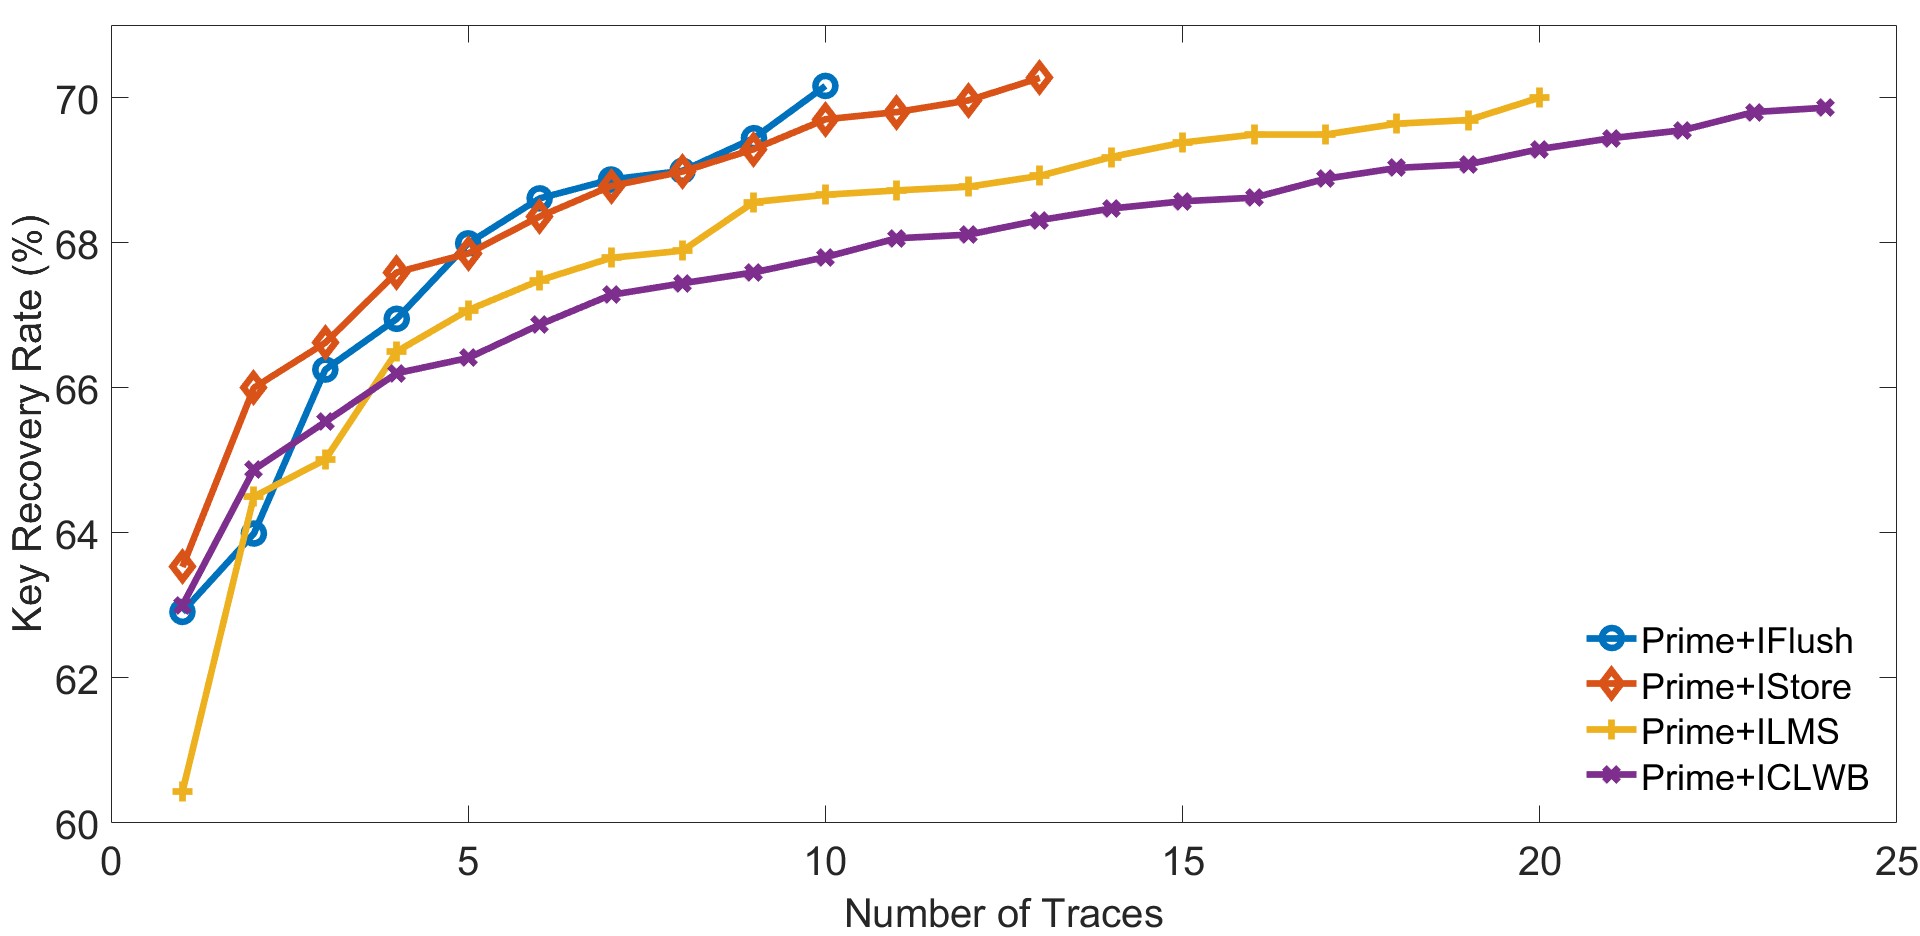 Key Recovery Rate (%)
70
68
66
64
62
60
0 5 10 15 20 25
Number of Traces
Prime+IFlush
Prime+IStore
Prime+ILMS
Prime+ICLWB